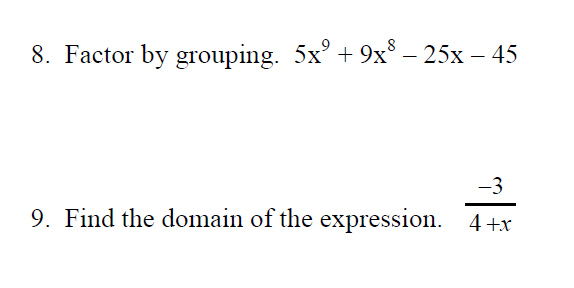 8. Factor by grouping. 5x⁹ + 9x⁸ – 25x – 45
–3
9. Find the domain of the expression. 4 +x